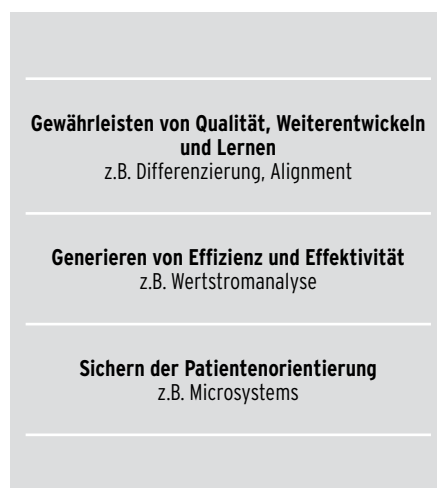 Gewährleisten von Qualität, Weiterentwickeln
und Lernen
z.B. Differenzierung, Alignment
Generieren von Effizienz und Effektivität
z.B. Wertstromanalyse
Sichern der Patientenorientierung
z.B. Microsystems